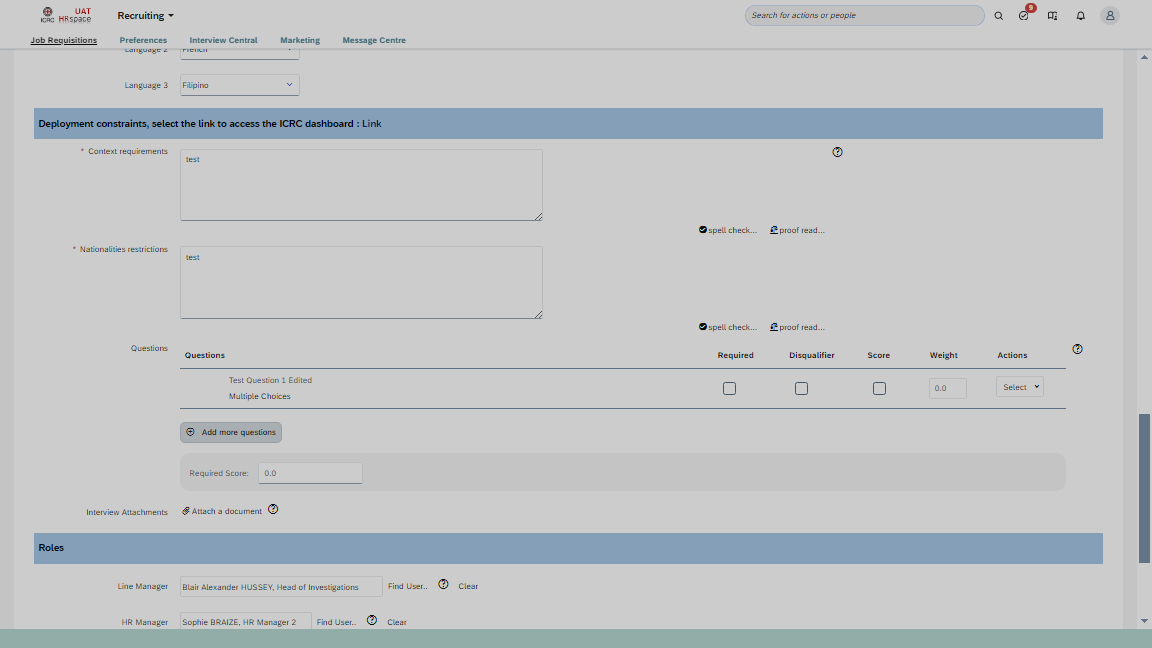 ICRC
UAT
HRspace
Recruiting
Search for actions or people
9
Job Requisitions
Preferences
Interview Central
Marketing
Message Centre
Language 2
French
Language 3
Filipino
Deployment constraints, select the link to access the ICRC dashboard : Link
* Context requirements
test
spell check...
proof read...
* Nationalities restrictions
test
spell check...
proof read...
Questions
Questions
Required
Disqualifier
Score
Weight
Actions
Test Question 1 Edited
Multiple Choices
0.0
Select
Add more questions
Required Score:
0.0
Interview Attachments
Attach a document
Roles
Line Manager
Blair Alexander HUSSEY, Head of Investigations
Find User..
Clear
HR Manager
Sophie BRAIZE, HR Manager 2
Find User..
Clear